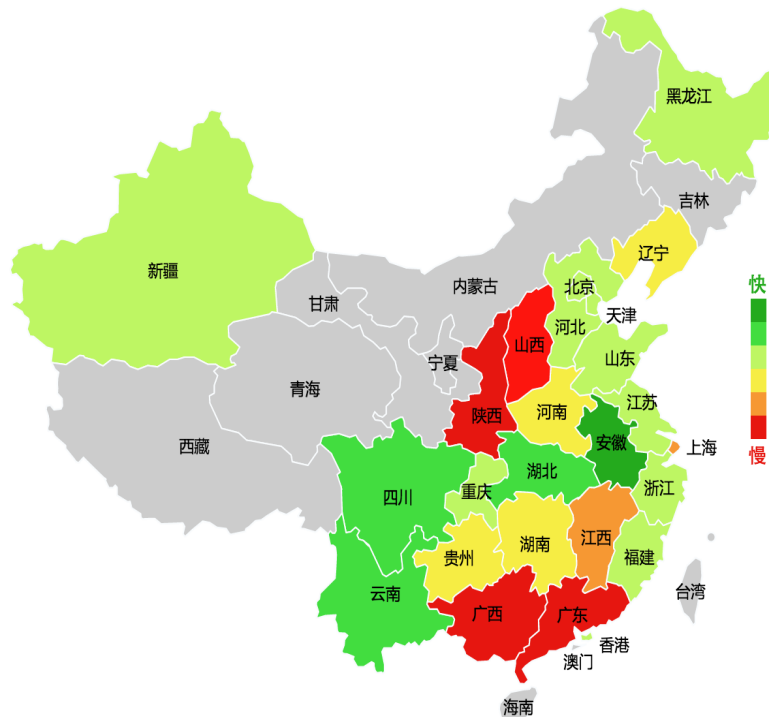 黑龙江
吉林
辽宁
新疆
内蒙古
北京
甘肃
天津
快
河北
山西
宁夏
山东
青海
江苏
河南
陕西
安徽
西藏
上海
慢
湖北
浙江
重庆
四川
江西
湖南
贵州
福建
云南
台湾
广西
广东
香港
澳门
海南